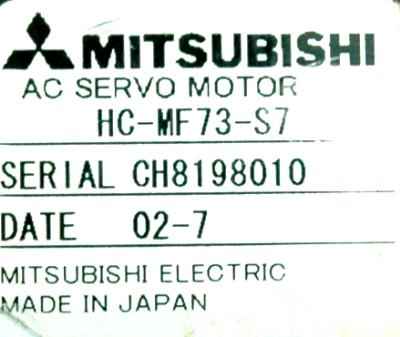 MITSUBISHI
AC SERVO MOTOR
HC-MF73-S7
SERIAL CH8198010
DATE 02-7
MITSUBISHI ELECTRIC
MADE IN JAPAN